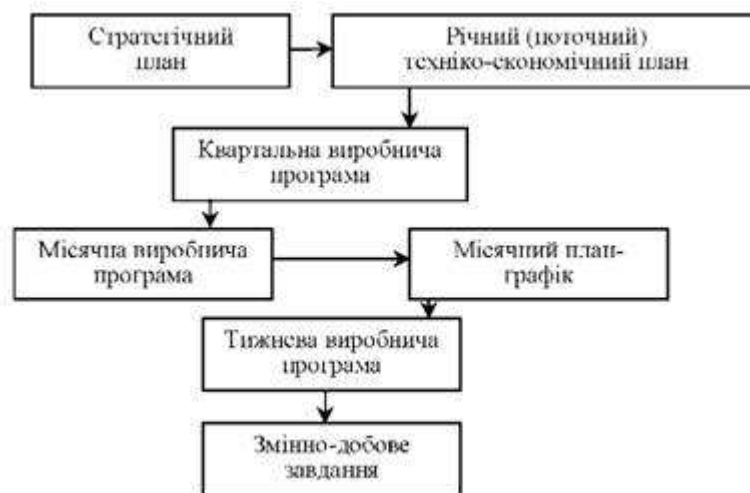 Стратегічний
план
Річний (поточний)
техніко-економічний план
Квартальна виробнича
програма
Місячна виробнича
програма
Місячний план-
графік
Тижнева виробнича
програма
Змінно-добове
завдання